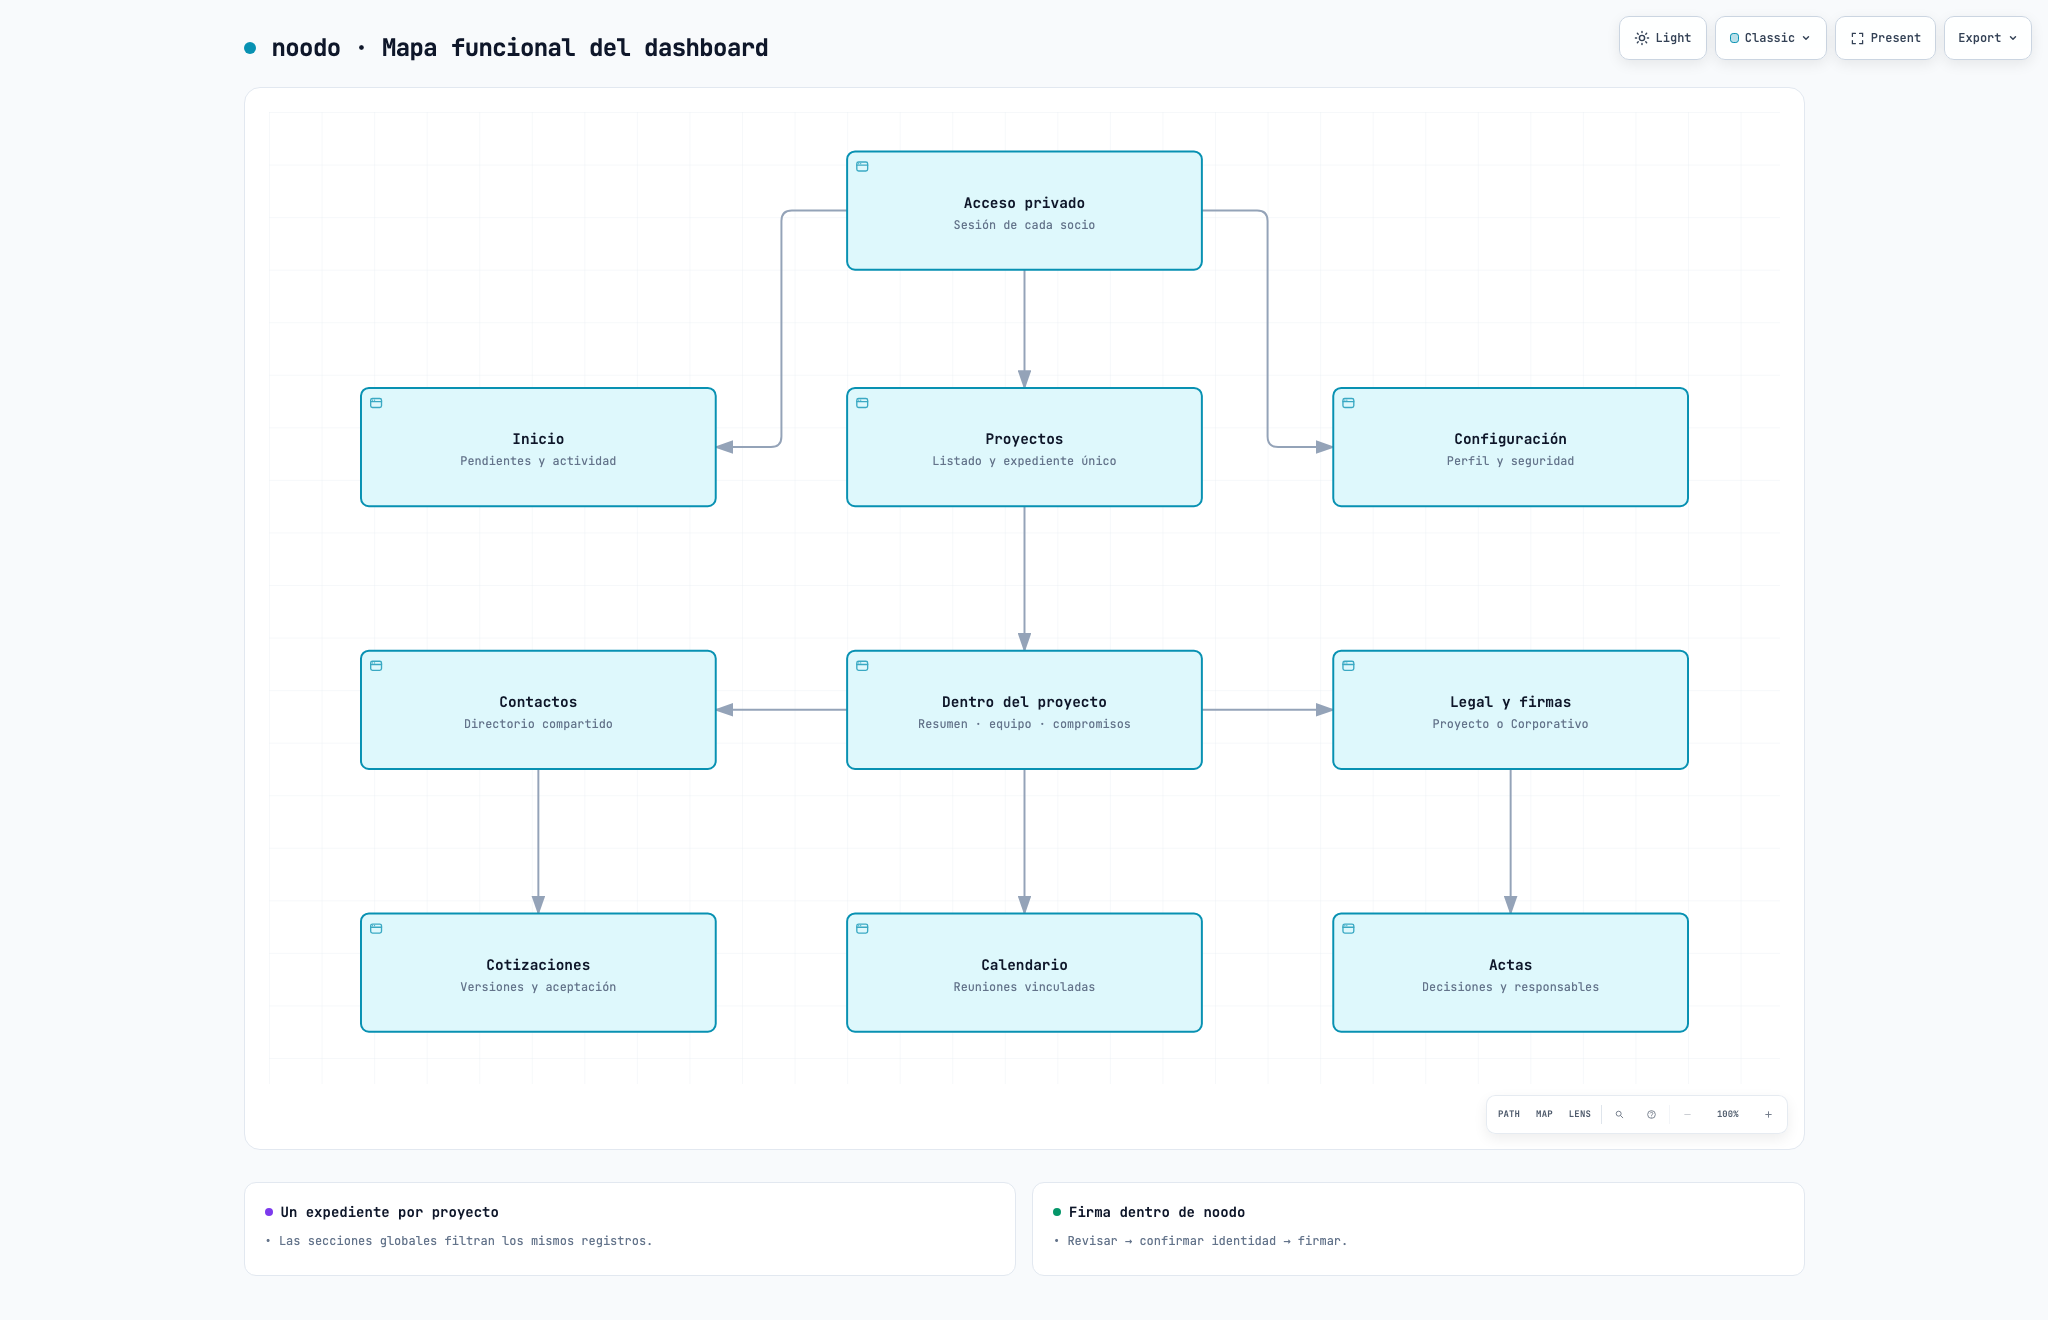 noodo · Mapa funcional del dashboard
Light
Classic
Present
Export
Acceso privado
Sesión de cada socio
Inicio
Pendientes y actividad
Proyectos
Listado y expediente único
Configuración
Perfil y seguridad
Contactos
Directorio compartido
Dentro del proyecto
Resumen · equipo · compromisos
Legal y firmas
Proyecto o Corporativo
Cotizaciones
Versiones y aceptación
Calendario
Reuniones vinculadas
Actas
Decisiones y responsables
PATH MAP LENS − 100% +
Un expediente por proyecto
• Las secciones globales filtran los mismos registros.
Firma dentro de noodo
• Revisar → confirmar identidad → firmar.